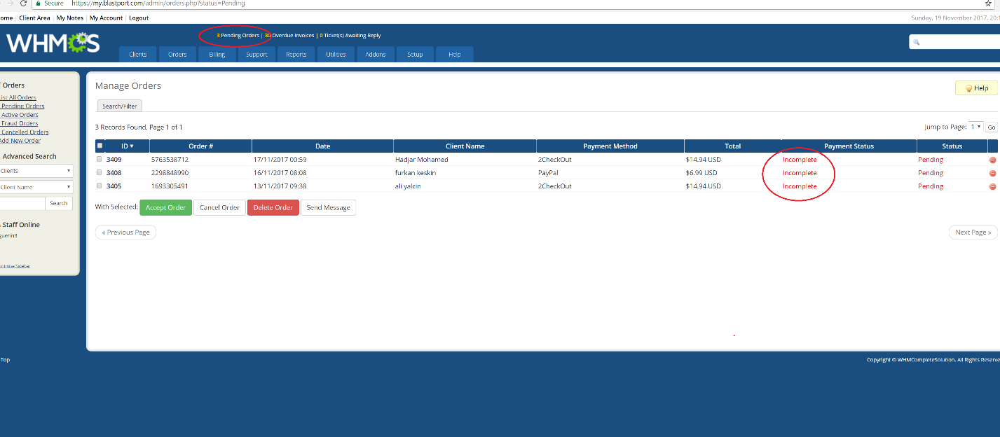 Secure https://my.blastport.com/admin/orders.php?status=Pending
ome Client Area My Notes My Account Logout Sunday, 19 November 2017, 20:1
WHMCS
3 Pending Orders | 30 Overdue Invoices | 0 Ticket(s) Awaiting Reply
Clients Orders Billing Support Reports Utilities Addons Setup Help
Orders
ist All Orders
Pending Orders
Active Orders
Fraud Orders
Cancelled Orders
Add New Order
Advanced Search
Clients
Client Name
Search
Staff Online
guerin3
inimise Sidebar
Manage Orders
Help
Search/Filter
3 Records Found, Page 1 of 1 Jump to Page: 1 Go
ID Order # Date Client Name Payment Method Total Payment Status Status
3409 5763538712 17/11/2017 00:59 Hadjar Mohamed 2CheckOut $14.94 USD Incomplete Pending
3408 2298848990 16/11/2017 08:08 furkan keskin PayPal $6.99 USD Incomplete Pending
3405 1693305491 13/11/2017 09:38 ali yalcin 2CheckOut $14.94 USD Incomplete Pending
With Selected: Accept Order Cancel Order Delete Order Send Message
« Previous Page Next Page »
Top
Copyright © WHMCompleteSolution. All Rights Reserve